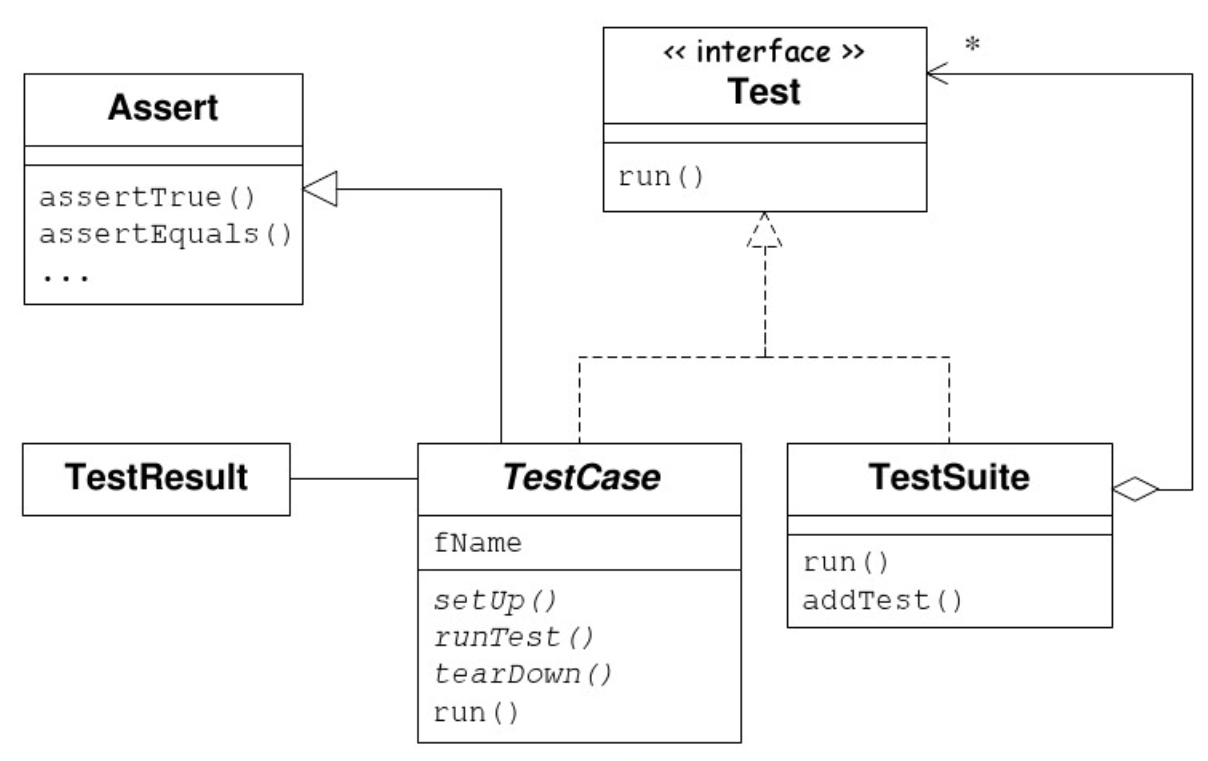 << interface >>
Test
*
run()
Assert
assertTrue()
assertEquals()
...
TestResult
TestCase
fName
setUp()
runTest()
tearDown()
run()
TestSuite
run()
addTest()